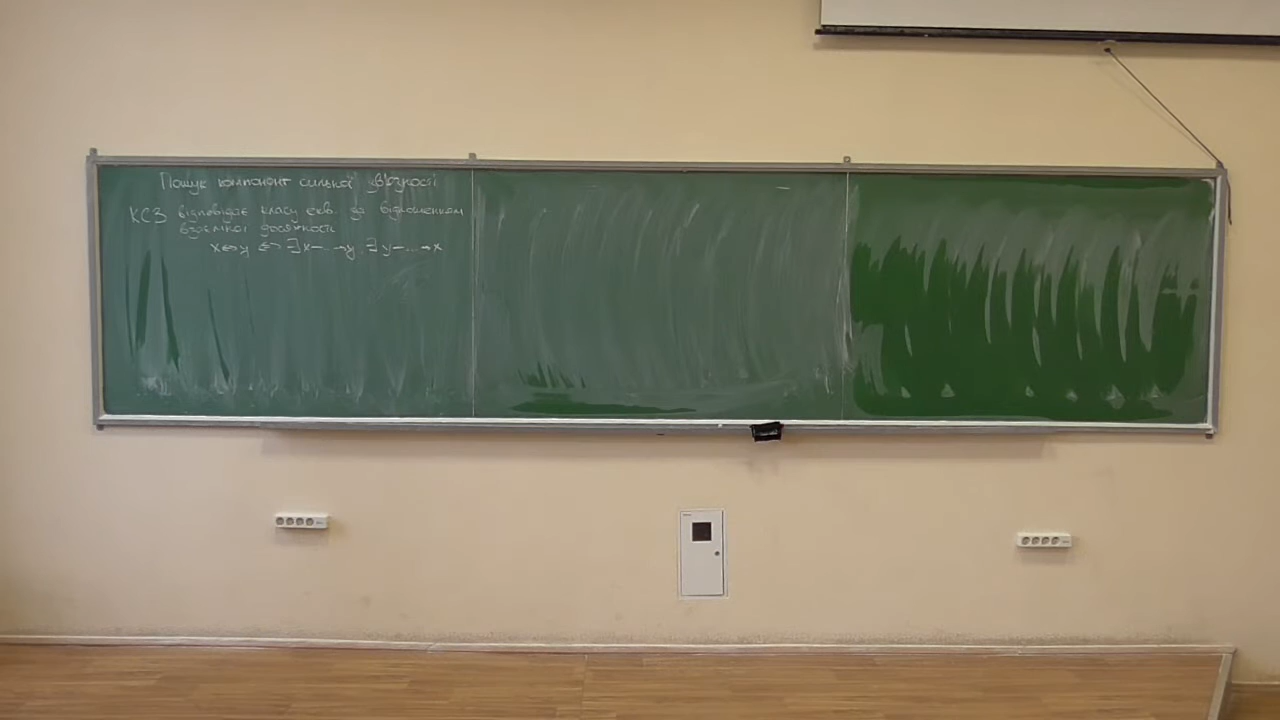 Пошук компонент сильної зв'язності
КСЗ відповідає класу екв. за відношенням
взаємної досяжності
x↔y ⇔ ∃ x–...→y, ∃ y–...→x